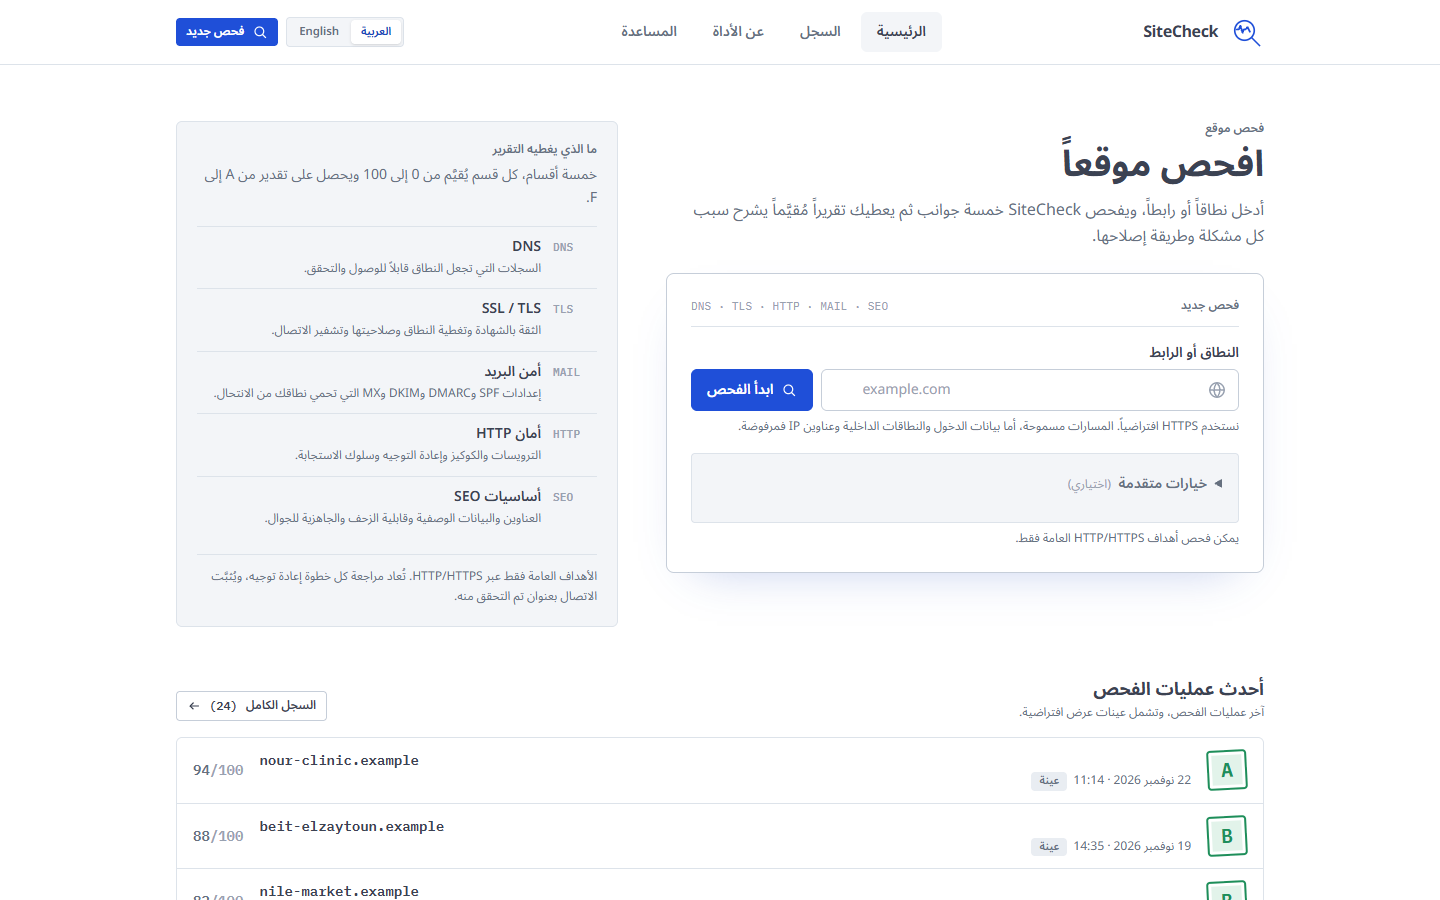 SiteCheck
الرئيسية
السجل
عن الأداة
المساعدة
العربية
English
فحص جديد
فحص موقع
افحص موقعاً
أدخل نطاقاً أو رابطاً، ويفحص SiteCheck خمسة جوانب ثم يعطيك تقريراً مُقيَّماً يشرح سبب
كل مشكلة وطريقة إصلاحها.
فحص جديد
DNS · TLS · HTTP · MAIL · SEO
النطاق أو الرابط
example.com
ابدأ الفحص
نستخدم HTTPS افتراضياً. المسارات مسموحة، أما بيانات الدخول والنطاقات الداخلية وعناوين IP فمرفوضة.
خيارات متقدمة (اختياري)
يمكن فحص أهداف HTTP/HTTPS العامة فقط.
ما الذي يغطيه التقرير
خمسة أقسام، كل قسم يُقيَّم من 0 إلى 100 ويحصل على تقدير من A إلى
F.
DNS DNS
السجلات التي تجعل النطاق قابلاً للوصول والتحقق.
TLS SSL / TLS
الثقة بالشهادة وتغطية النطاق وصلاحيتها وتشفير الاتصال.
MAIL أمن البريد
إعدادات SPF وDMARC وDKIM وMX التي تحمي نطاقك من الانتحال.
HTTP أمان HTTP
الترويسات والكوكيز وإعادة التوجيه وسلوك الاستجابة.
SEO أساسيات SEO
العناوين والبيانات الوصفية وقابلية الزحف والجاهزية للجوال.
الأهداف العامة فقط عبر HTTP/HTTPS. تُعاد مراجعة كل خطوة إعادة توجيه، ويُثبَّت
الاتصال بعنوان تم التحقق منه.
أحدث عمليات الفحص
آخر عمليات الفحص، وتشمل عينات عرض افتراضية.
السجل الكامل (24) ←
A
nour-clinic.example
22 نوفمبر 2026 · 11:14 عينة
94/100
B
beit-elzaytoun.example
19 نوفمبر 2026 · 14:35 عينة
88/100
nile-market.example